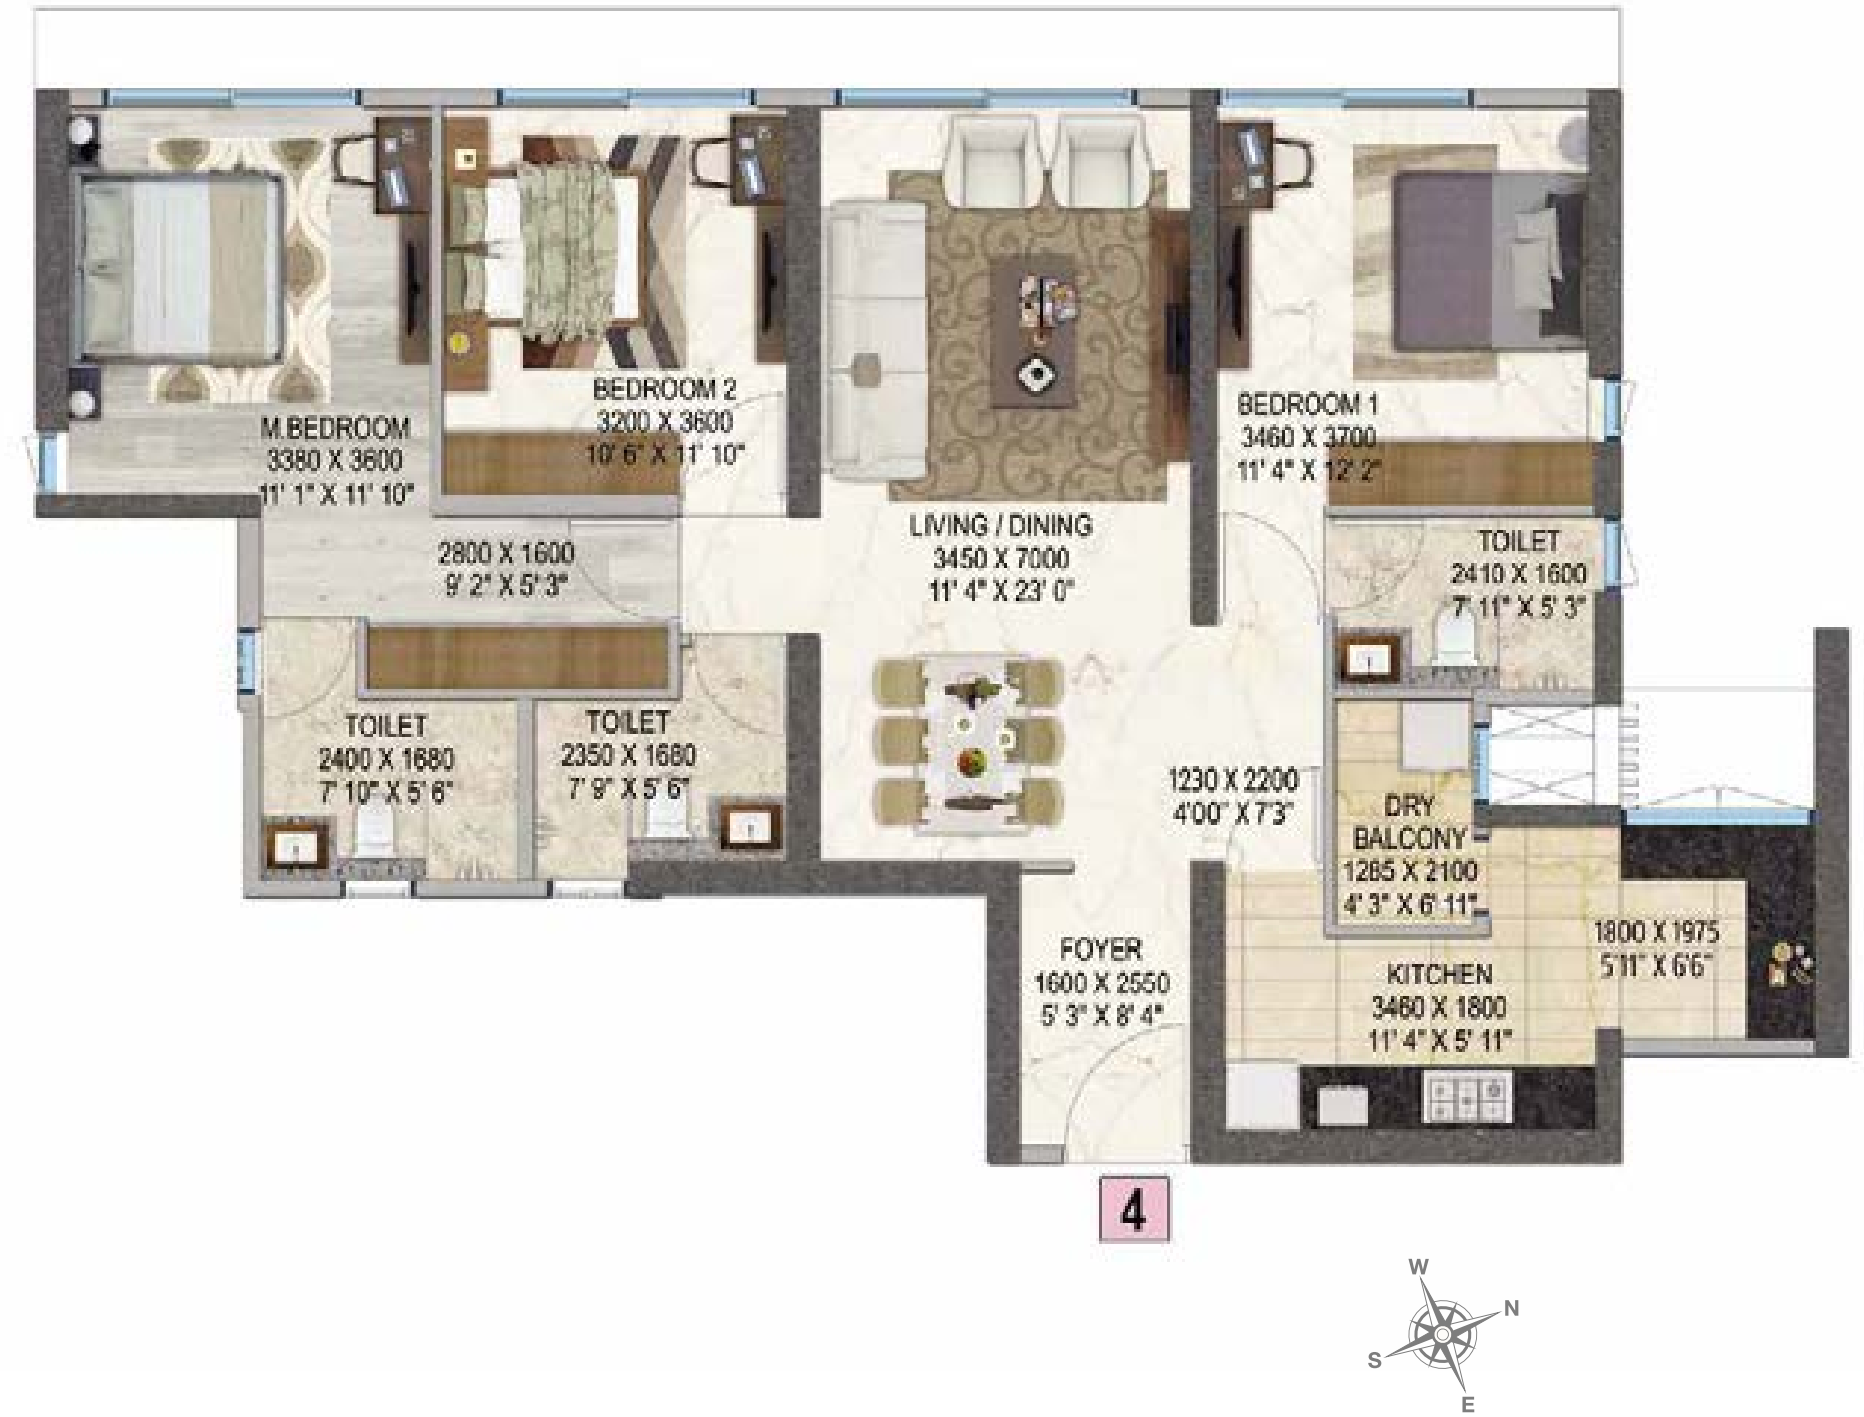 M.BEDROOM
3380 X 3600
11' 1" X 11' 10"
BEDROOM 2
3200 X 3600
10' 6" X 11' 10"
BEDROOM 1
3460 X 3700
11' 4" X 12' 2"
LIVING / DINING
3450 X 7000
11' 4" X 23' 0"
2800 X 1600
9' 2" X 5' 3"
TOILET
2410 X 1600
7' 11" X 5' 3"
TOILET
2400 X 1680
7' 10" X 5' 6"
TOILET
2350 X 1680
7' 9" X 5' 6"
1230 X 2200
4'00" X 7'3"
DRY
BALCONY
1285 X 2100
4' 3" X 6' 11"
FOYER
1600 X 2550
5' 3" X 8' 4"
KITCHEN
3460 X 1800
11' 4" X 5' 11"
1800 X 1975
5'11" X 6'6"
4
W
N
S
E